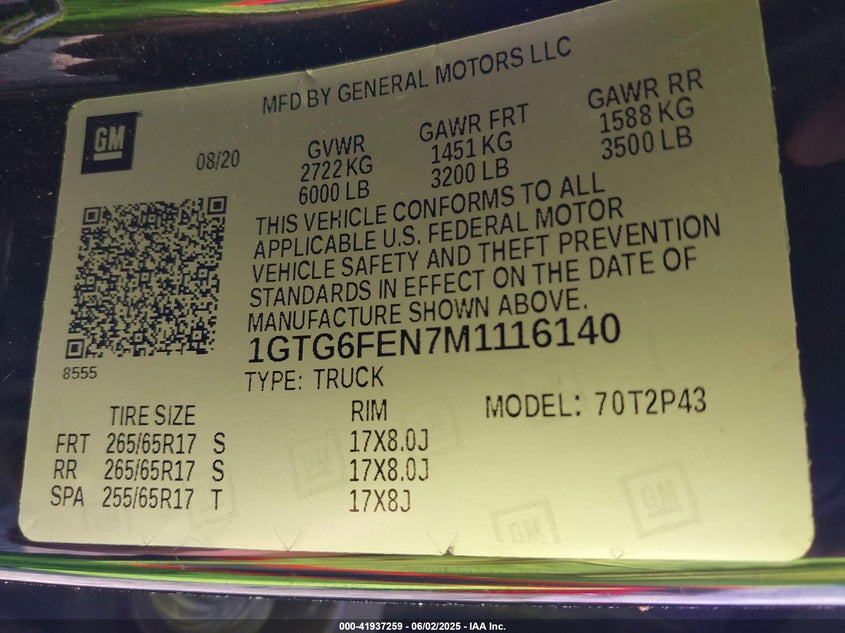 MFD BY GENERAL MOTORS LLC
GM
08/20
GVWR
2722 KG
6000 LB
GAWR FRT
1451 KG
3200 LB
GAWR RR
1588 KG
3500 LB
THIS VEHICLE CONFORMS TO ALL
APPLICABLE U.S. FEDERAL MOTOR
VEHICLE SAFETY AND THEFT PREVENTION
STANDARDS IN EFFECT ON THE DATE OF
MANUFACTURE SHOWN ABOVE.
1GTG6FEN7M1116140
8555
TYPE: TRUCK
MODEL: 70T2P43
TIRE SIZE
RIM
FRT 265/65R17 S 17X8.0J
RR 265/65R17 S 17X8.0J
SPA 255/65R17 T 17X8J
GM
GM
GM
000-41937259 - 06/02/2025 - IAA Inc.